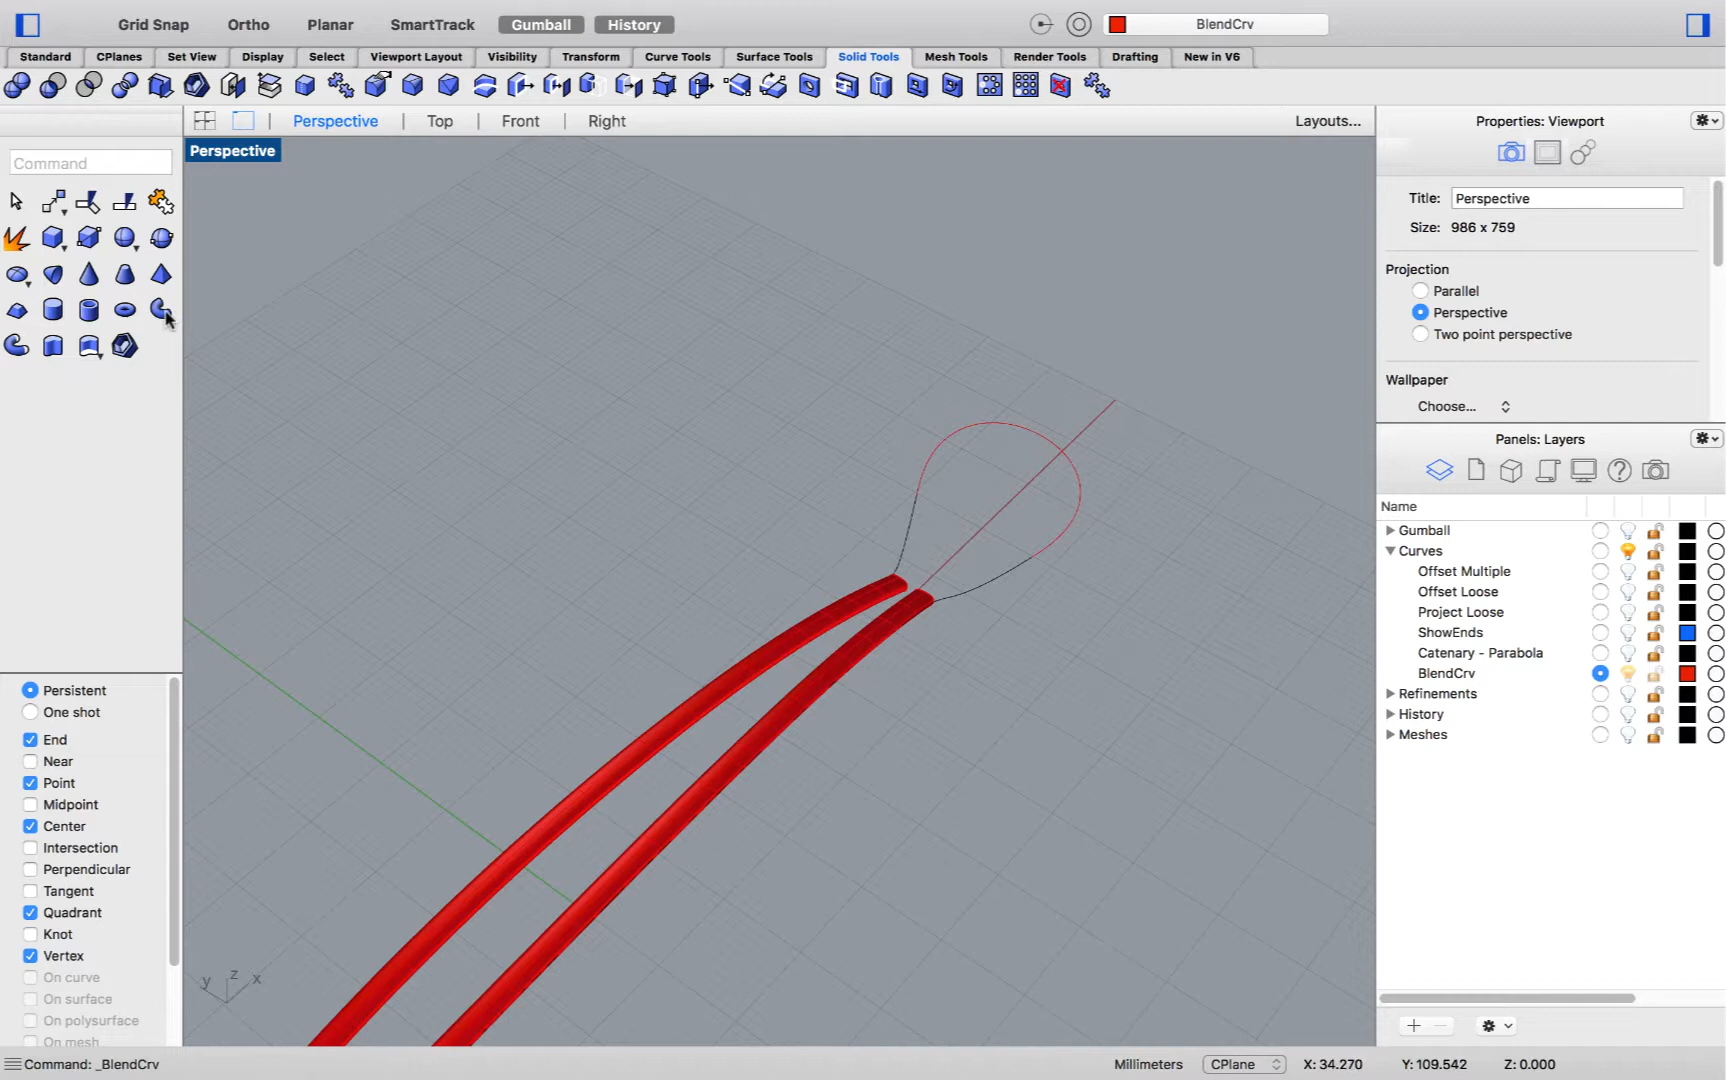 Grid Snap Ortho Planar SmartTrack Gumball History BlendCrv
Standard CPlanes Set View Display Select Viewport Layout Visibility Transform Curve Tools Surface Tools Solid Tools Mesh Tools Render Tools Drafting New in V6
Perspective Top Front Right Layouts...
Perspective
Command
Persistent
One shot
End
Near
Point
Midpoint
Center
Intersection
Perpendicular
Tangent
Quadrant
Knot
Vertex
On curve
On surface
On polysurface
On mesh
y z x
Properties: Viewport
Title: Perspective
Size: 986 x 759
Projection
Parallel
Perspective
Two point perspective
Wallpaper
Choose...
Panels: Layers
Name
Gumball
Curves
Offset Multiple
Offset Loose
Project Loose
ShowEnds
Catenary - Parabola
BlendCrv
Refinements
History
Meshes
Command: _BlendCrv Millimeters CPlane X: 34.270 Y: 109.542 Z: 0.000